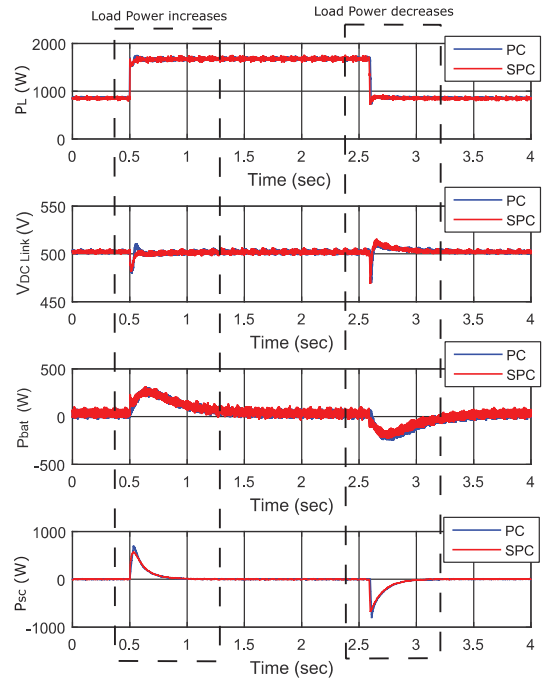 Load Power increases
Load Power decreases
PL (W)
2000
1000
0
PC
SPC
0 0.5 1 1.5 2 2.5 3 3.5 4
Time (sec)
VDC Link (V)
550
500
450
PC
SPC
0 0.5 1 1.5 2 2.5 3 3.5 4
Time (sec)
Pbat (W)
500
0
-500
PC
SPC
0 0.5 1 1.5 2 2.5 3 3.5 4
Time (sec)
Psc (W)
1000
0
-1000
PC
SPC
0 0.5 1 1.5 2 2.5 3 3.5 4
Time (sec)